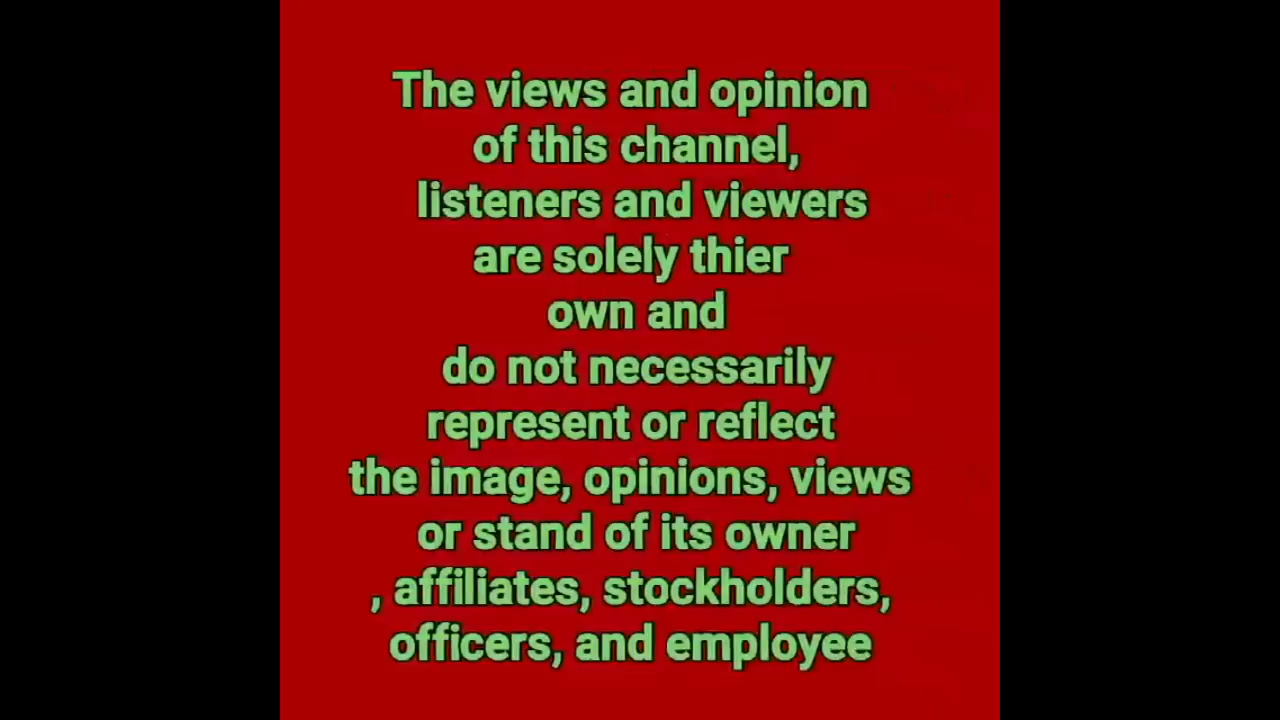 The views and opinion
of this channel,
listeners and viewers
are solely thier
own and
do not necessarily
represent or reflect
the image, opinions, views
or stand of its owner
, affiliates, stockholders,
officers, and employee